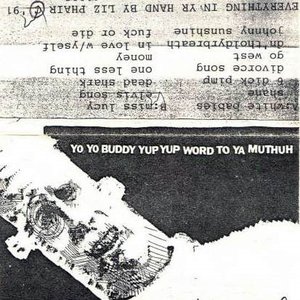 white babies
shane
6 dick pimp
divorce song
go west
dn'tholdybreath
johnny sunshine
B:miss lucy
elvis song
dead shark
one less thing
money
in love w/yself
fuck or die
EVERYTHING IN YR HAND BY LIZ PHAIR '91
YO YO BUDDY YUP YUP WORD TO YA MUTHUH